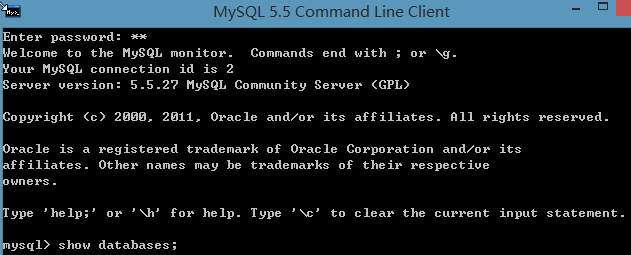 MySQL 5.5 Command Line Client
Enter password: **
Welcome to the MySQL monitor.  Commands end with ; or \g.
Your MySQL connection id is 2
Server version: 5.5.27 MySQL Community Server (GPL)
Copyright (c) 2000, 2011, Oracle and/or its affiliates. All rights reserved.
Oracle is a registered trademark of Oracle Corporation and/or its
affiliates. Other names may be trademarks of their respective
owners.
Type 'help;' or '\h' for help. Type '\c' to clear the current input statement.
mysql> show databases;